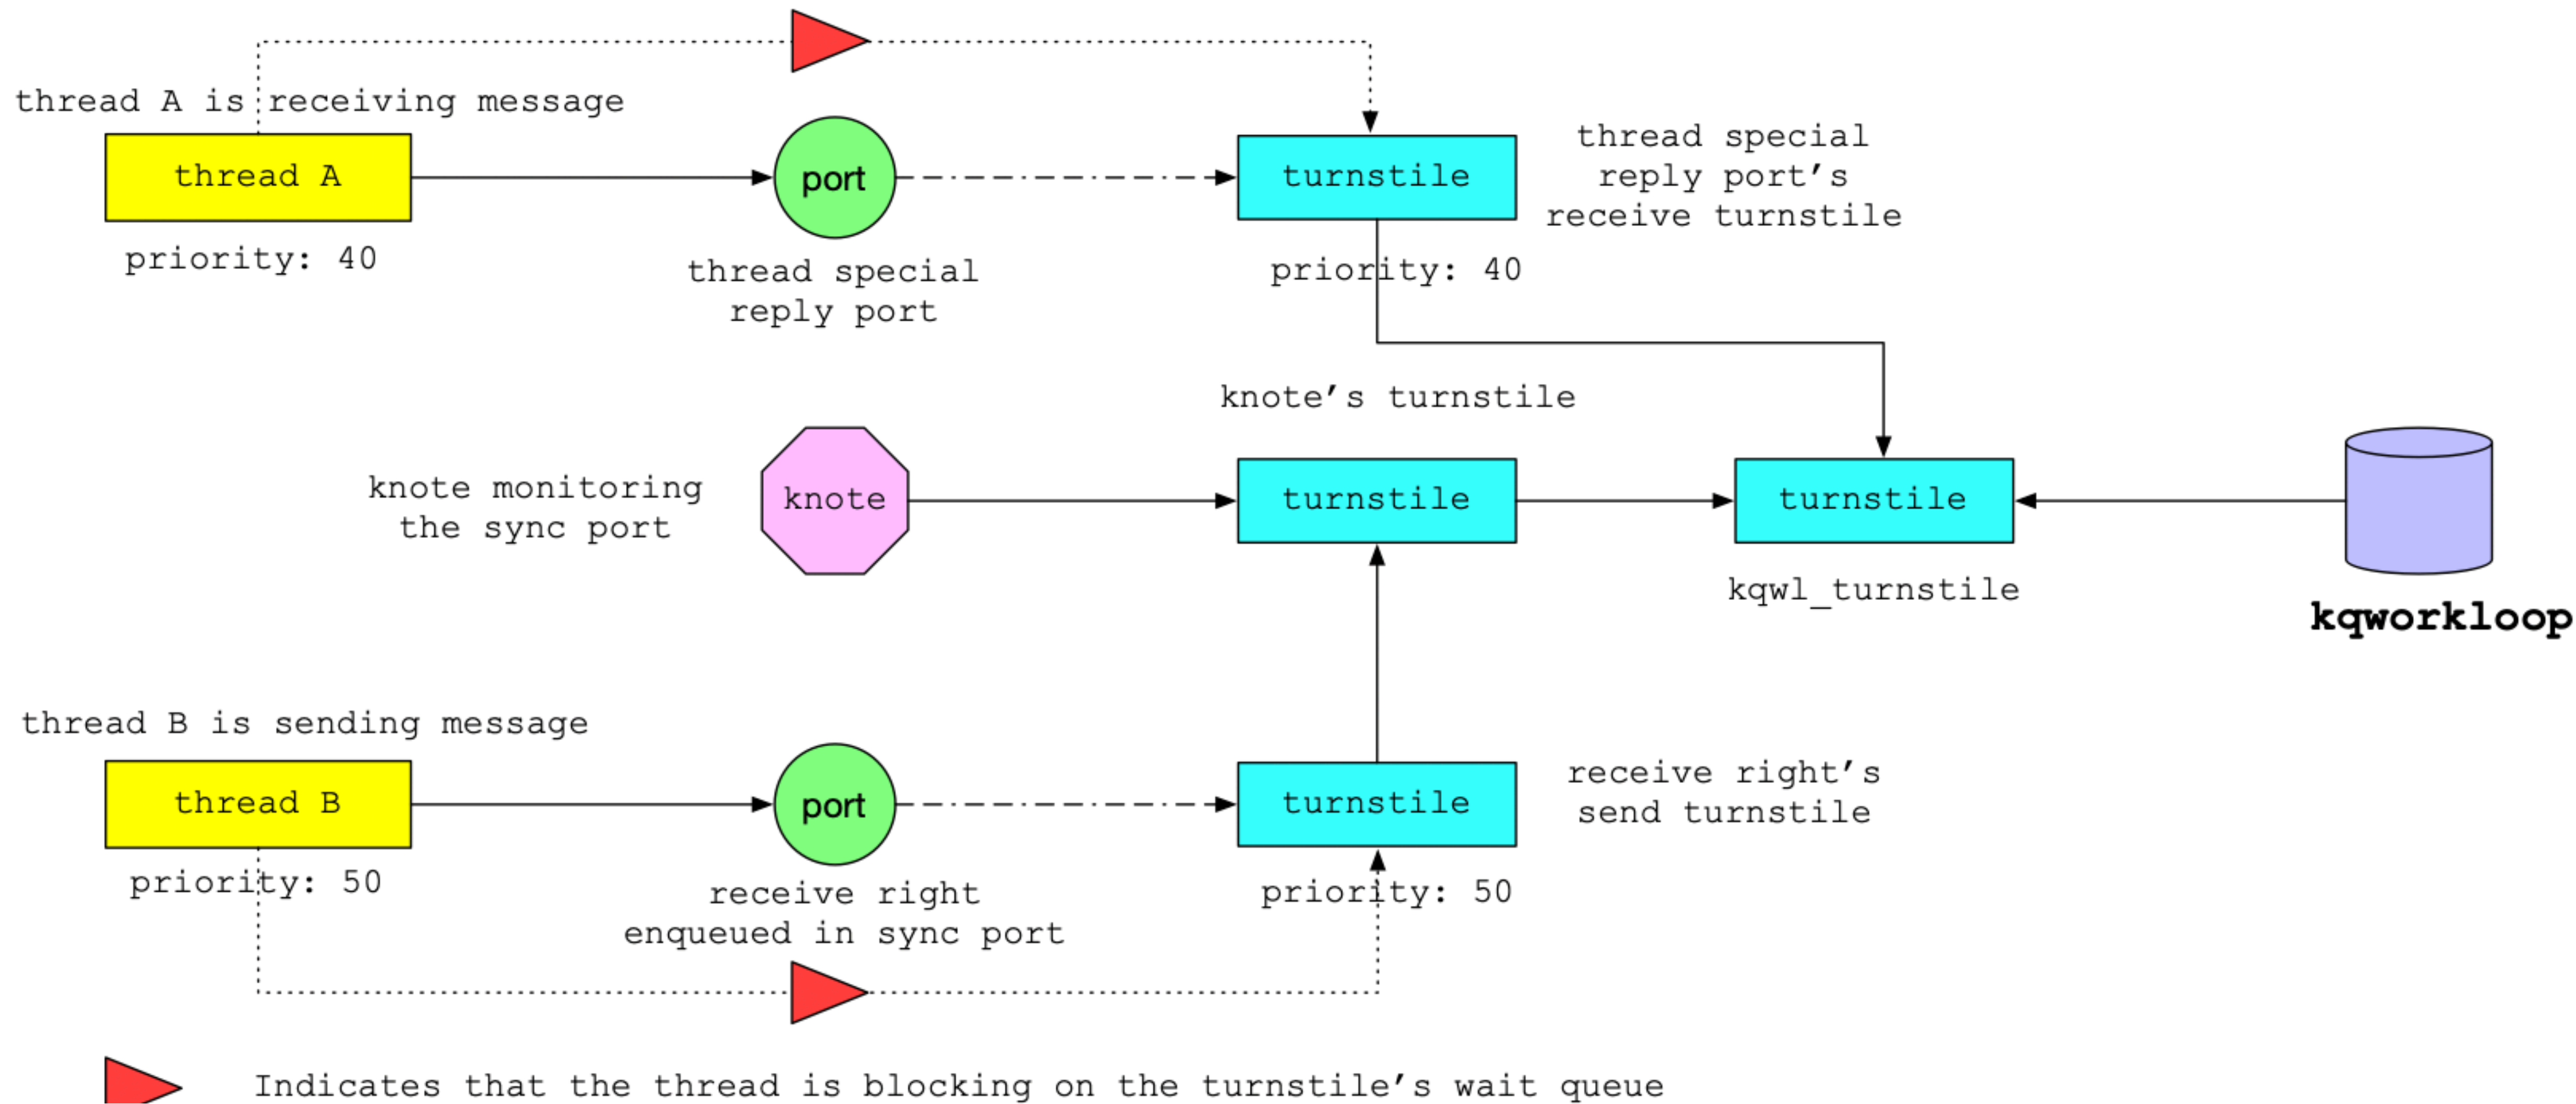 thread A is receiving message
thread A
priority: 40
port
thread special
reply port
turnstile
priority: 40
thread special
reply port’s
receive turnstile
knote monitoring
the sync port
knote
knote’s turnstile
turnstile
turnstile
kqwl_turnstile
kqworkloop
thread B is sending message
thread B
priority: 50
port
receive right
enqueued in sync port
turnstile
priority: 50
receive right’s
send turnstile
Indicates that the thread is blocking on the turnstile’s wait queue